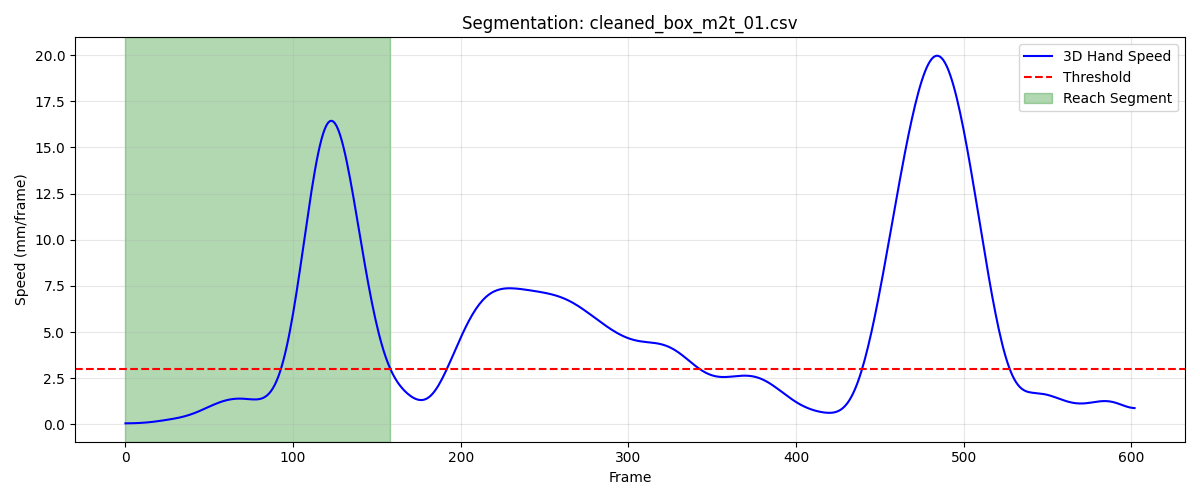 Segmentation: cleaned_box_m2t_01.csv
3D Hand Speed
Threshold
Reach Segment
Speed (mm/frame)
20.0
17.5
15.0
12.5
10.0
7.5
5.0
2.5
0.0
0 100 200 300 400 500 600
Frame